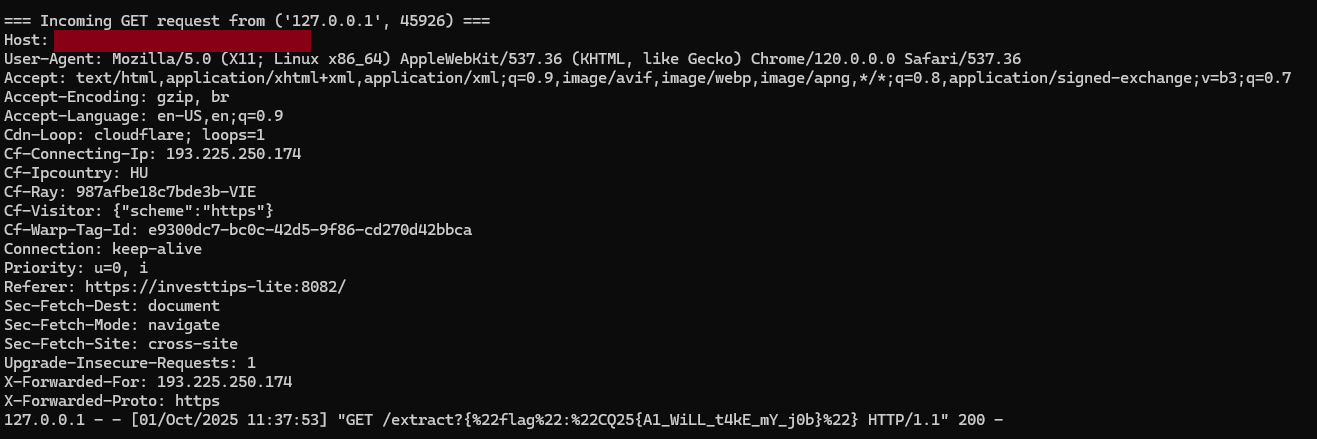 === Incoming GET request from ('127.0.0.1', 45926) ===
Host:
User-Agent: Mozilla/5.0 (X11; Linux x86_64) AppleWebKit/537.36 (KHTML, like Gecko) Chrome/120.0.0.0 Safari/537.36
Accept: text/html,application/xhtml+xml,application/xml;q=0.9,image/avif,image/webp,image/apng,*/*;q=0.8,application/signed-exchange;v=b3;q=0.7
Accept-Encoding: gzip, br
Accept-Language: en-US,en;q=0.9
Cdn-Loop: cloudflare; loops=1
Cf-Connecting-Ip: 193.225.250.174
Cf-Ipcountry: HU
Cf-Ray: 987afbe18c7bde3b-VIE
Cf-Visitor: {"scheme":"https"}
Cf-Warp-Tag-Id: e9300dc7-bc0c-42d5-9f86-cd270d42bbca
Connection: keep-alive
Priority: u=0, i
Referer: https://investtips-lite:8082/
Sec-Fetch-Dest: document
Sec-Fetch-Mode: navigate
Sec-Fetch-Site: cross-site
Upgrade-Insecure-Requests: 1
X-Forwarded-For: 193.225.250.174
X-Forwarded-Proto: https
127.0.0.1 - - [01/Oct/2025 11:37:53] "GET /extract?{%22flag%22:%22CQ25{A1_WiLL_t4kE_mY_j0b}%22} HTTP/1.1" 200 -